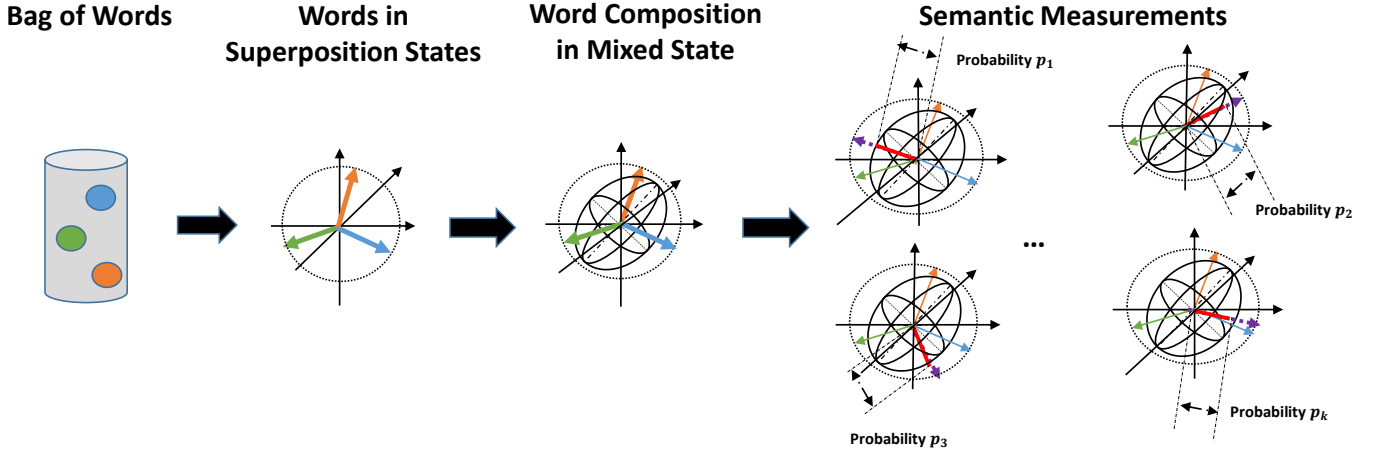 Bag of Words
Words in
Superposition States
Word Composition
in Mixed State
Semantic Measurements
Probability p₁
Probability p₂
...
Probability p₃
Probability pₖ